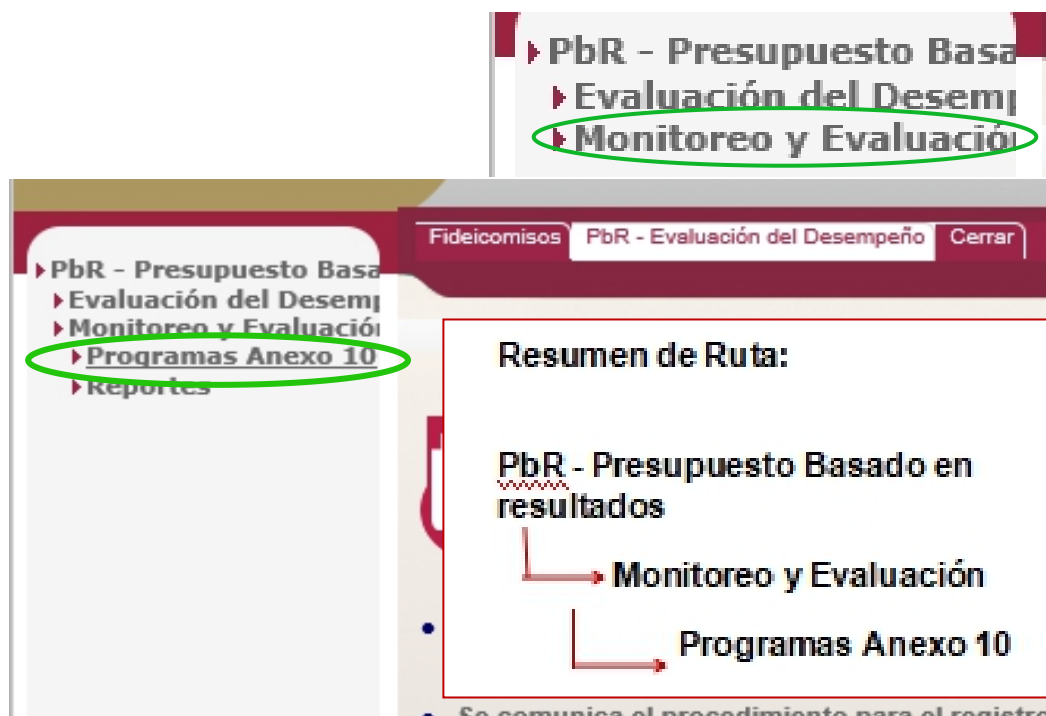 PbR - Presupuesto Basa
Evaluación del Desem
Monitoreo y Evaluació
Fideicomisos PbR - Evaluación del Desempeño Cerrar
PbR - Presupuesto Basa
Evaluación del Desem
Monitoreo y Evaluació
Programas Anexo 10
Reportes
Resumen de Ruta:
PbR - Presupuesto Basado en
resultados
Monitoreo y Evaluación
Programas Anexo 10
Se comunica el procedimiento para el registro